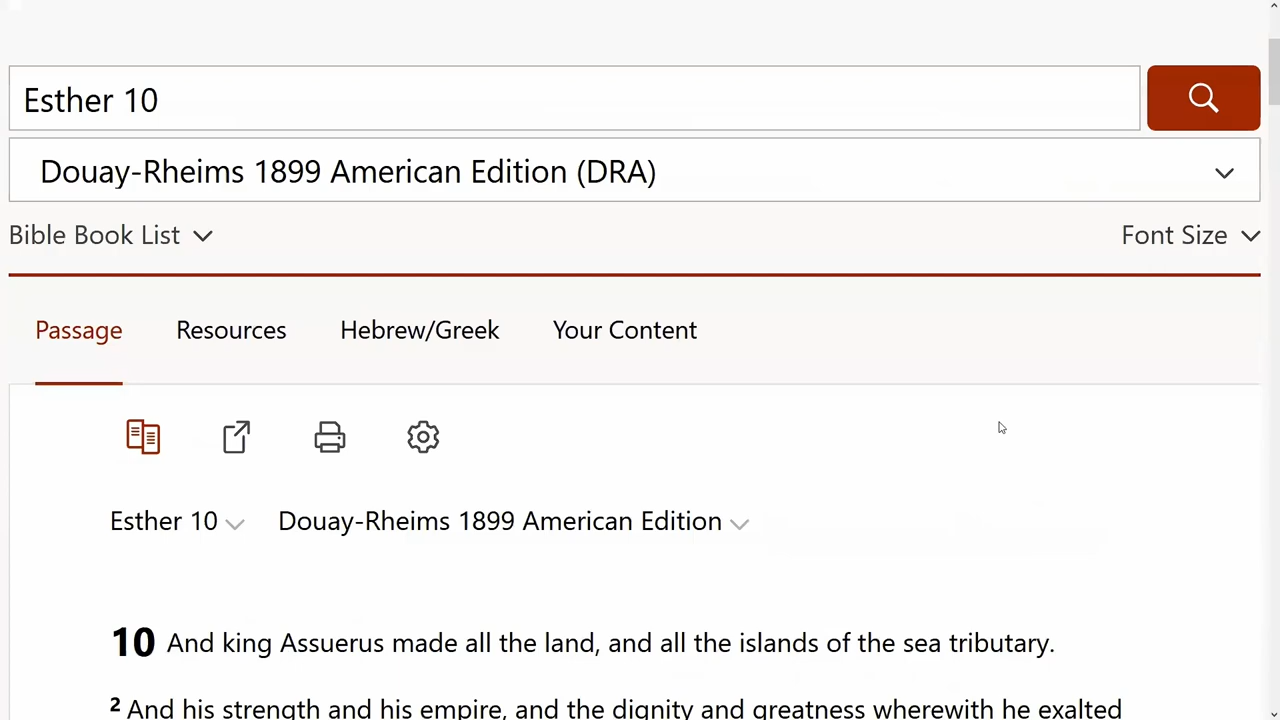 Esther 10
Douay-Rheims 1899 American Edition (DRA)
Bible Book List
Font Size
Passage Resources Hebrew/Greek Your Content
Esther 10 Douay-Rheims 1899 American Edition
10 And king Assuerus made all the land, and all the islands of the sea tributary.
2 And his strength and his empire, and the dignity and greatness wherewith he exalted